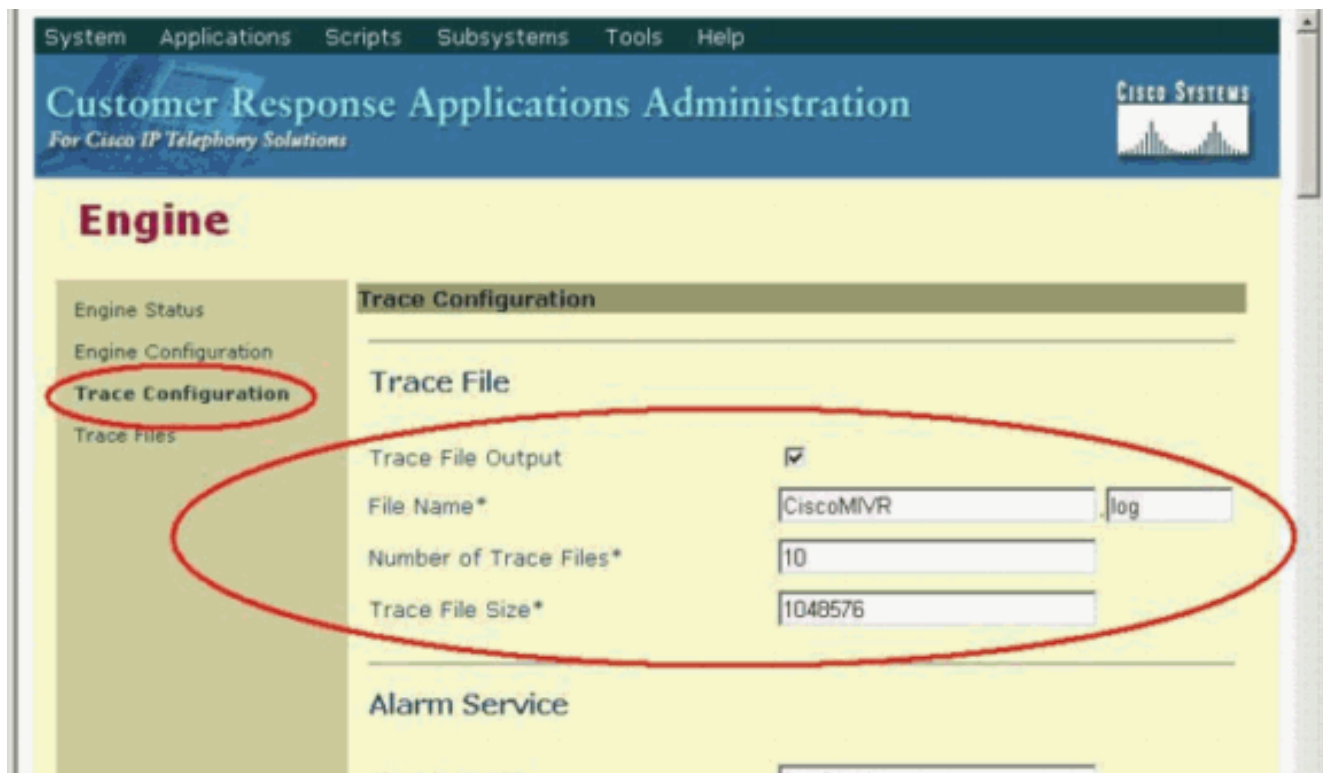 System Applications Scripts Subsystems Tools Help
Customer Response Applications Administration
For Cisco IP Telephony Solutions
CISCO SYSTEMS
Engine
Engine Status
Engine Configuration
Trace Configuration
Trace Files
Trace Configuration
Trace File
Trace File Output
File Name* CiscoMIVR .log
Number of Trace Files* 10
Trace File Size* 1048576
Alarm Service